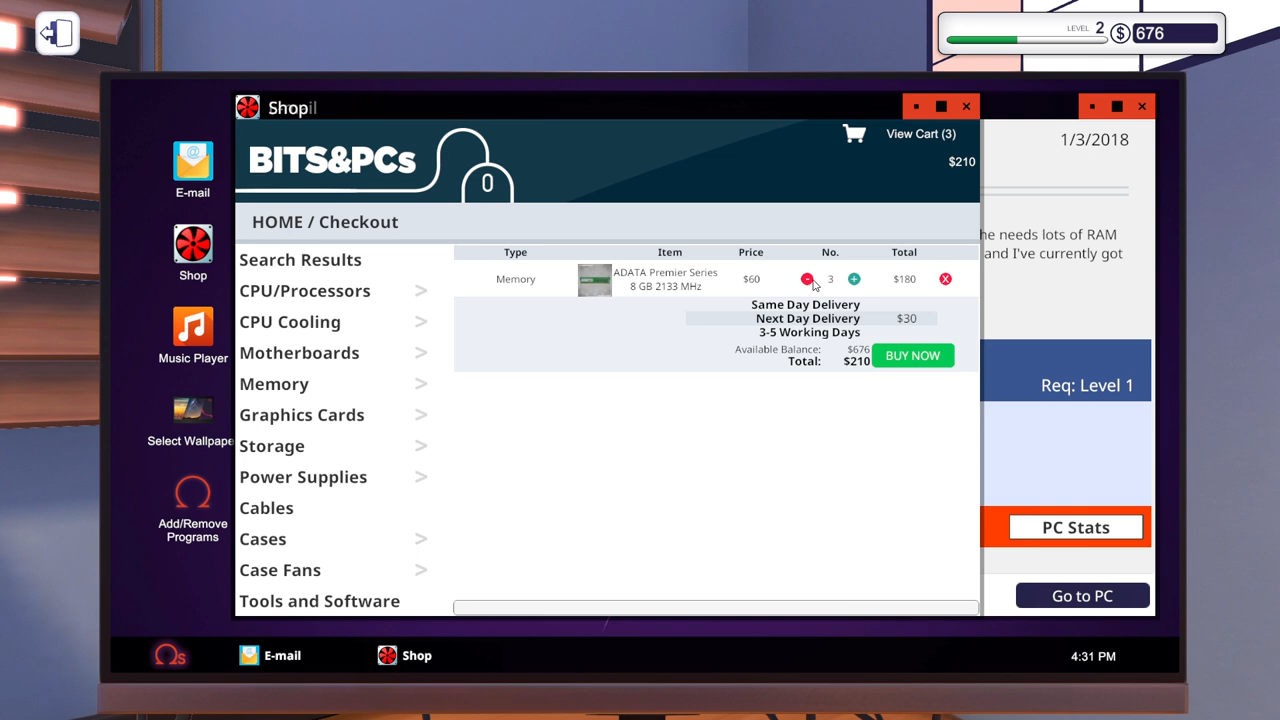 LEVEL 2 $ 676
Shopil
BITS&PCs
View Cart (3)
$210
1/3/2018
HOME / Checkout
he needs lots of RAM
and I've currently got
Type Item Price No. Total
Memory ADATA Premier Series $60 - 3 + $180 X
8 GB 2133 MHz
Same Day Delivery
Next Day Delivery $30
3-5 Working Days
Available Balance: $676
Total: $210
BUY NOW
Search Results
CPU/Processors >
CPU Cooling >
Motherboards >
Memory >
Graphics Cards >
Storage >
Power Supplies >
Cables
Cases >
Case Fans >
Tools and Software
Req: Level 1
PC Stats
Go to PC
E-mail
Shop
Music Player
Select Wallpape
Add/Remove
Programs
Ωs E-mail Shop 4:31 PM